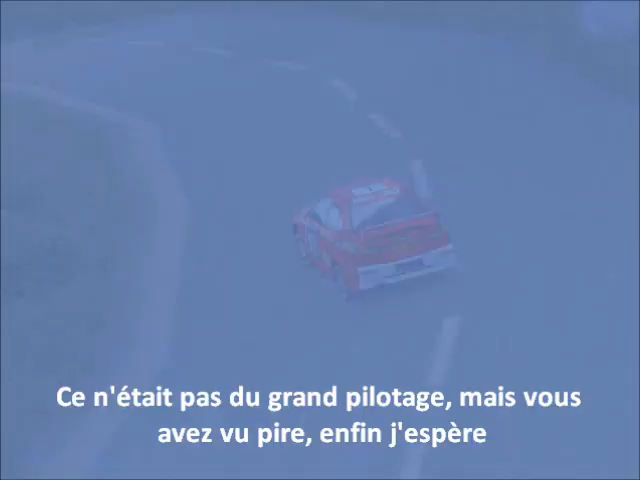 Ce n'était pas du grand pilotage, mais vous
avez vu pire, enfin j'espère